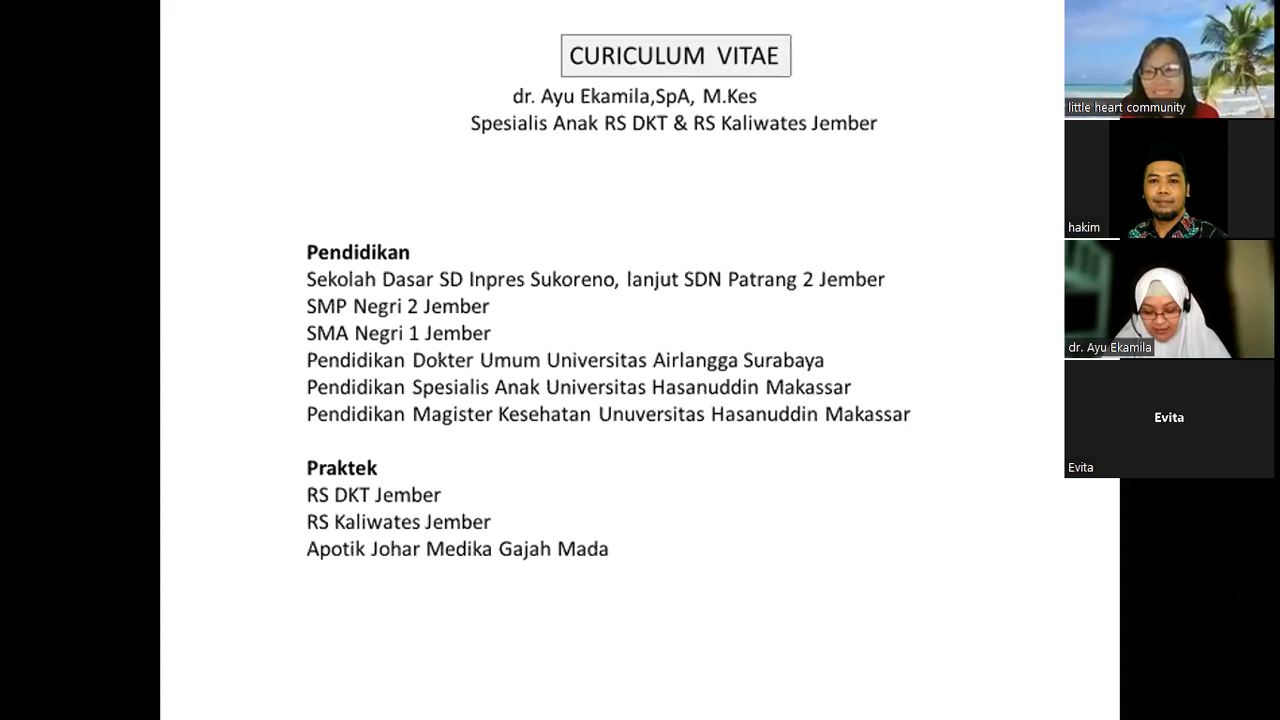 CURICULUM VITAE
dr. Ayu Ekamila,SpA, M.Kes
Spesialis Anak RS DKT & RS Kaliwates Jember
Pendidikan
Sekolah Dasar SD Inpres Sukoreno, lanjut SDN Patrang 2 Jember
SMP Negri 2 Jember
SMA Negri 1 Jember
Pendidikan Dokter Umum Universitas Airlangga Surabaya
Pendidikan Spesialis Anak Universitas Hasanuddin Makassar
Pendidikan Magister Kesehatan Unuversitas Hasanuddin Makassar
Praktek
RS DKT Jember
RS Kaliwates Jember
Apotik Johar Medika Gajah Mada
little heart community
hakim
dr. Ayu Ekamila
Evita
Evita